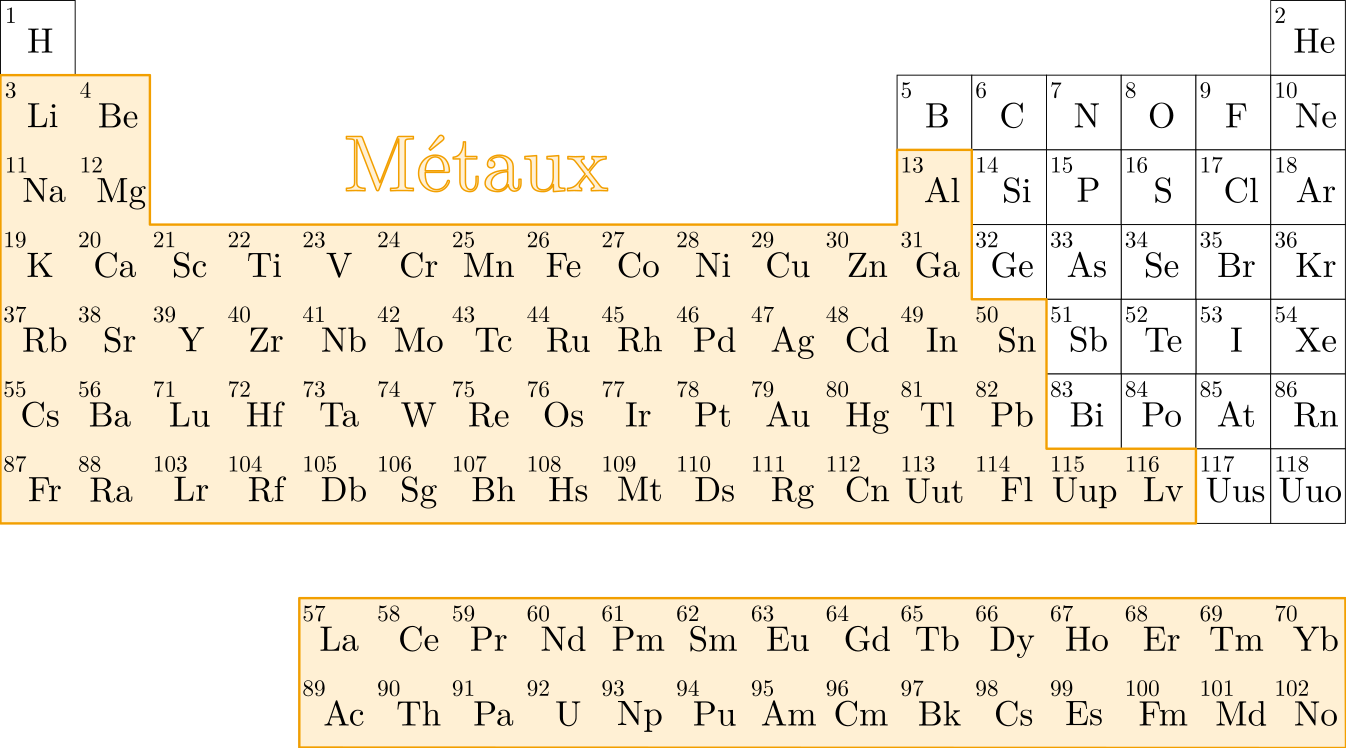 1 2
H He
3 4 5 6 7 8 9 10
Li Be B C N O F Ne
Métaux
11 12 13 14 15 16 17 18
Na Mg Al Si P S Cl Ar
19 20 21 22 23 24 25 26 27 28 29 30 31 32 33 34 35 36
K Ca Sc Ti V Cr Mn Fe Co Ni Cu Zn Ga Ge As Se Br Kr
37 38 39 40 41 42 43 44 45 46 47 48 49 50 51 52 53 54
Rb Sr Y Zr Nb Mo Tc Ru Rh Pd Ag Cd In Sn Sb Te I Xe
55 56 71 72 73 74 75 76 77 78 79 80 81 82 83 84 85 86
Cs Ba Lu Hf Ta W Re Os Ir Pt Au Hg Tl Pb Bi Po At Rn
87 88 103 104 105 106 107 108 109 110 111 112 113 114 115 116 117 118
Fr Ra Lr Rf Db Sg Bh Hs Mt Ds Rg Cn Uut Fl Uup Lv Uus Uuo
57 58 59 60 61 62 63 64 65 66 67 68 69 70
La Ce Pr Nd Pm Sm Eu Gd Tb Dy Ho Er Tm Yb
89 90 91 92 93 94 95 96 97 98 99 100 101 102
Ac Th Pa U Np Pu Am Cm Bk Cs Es Fm Md No